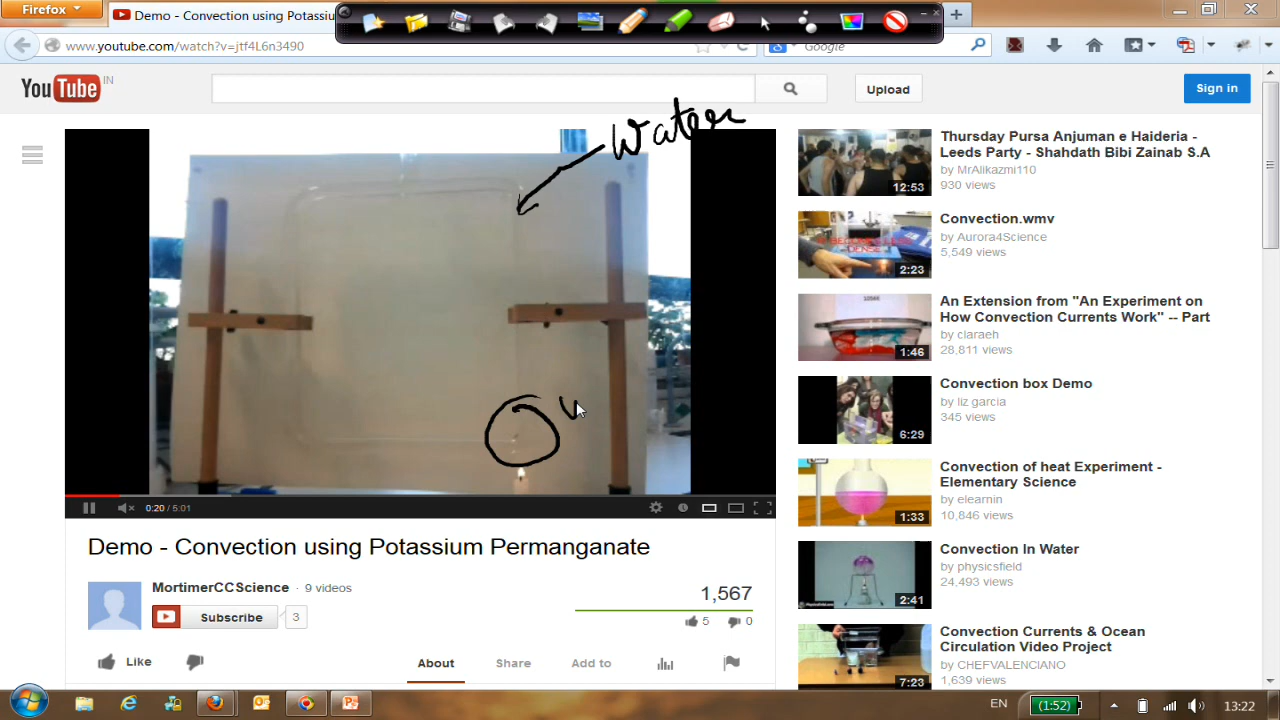 Firefox
Demo - Convection using Potassiu
www.youtube.com/watch?v=jtf4L6n3490
Google
YouTube IN
Upload
Sign in
Water
0:20 / 5:01
Demo - Convection using Potassium Permanganate
MortimerCCScience · 9 videos
Subscribe 3
1,567
5 0
Like
About Share Add to
Thursday Pursa Anjuman e Haideria -
Leeds Party - Shahdath Bibi Zainab S.A
by MrAlikazmi110
930 views
12:53
Convection.wmv
by Aurora4Science
5,549 views
2:23
An Extension from "An Experiment on
How Convection Currents Work" -- Part
by claraeh
28,811 views
1:46
Convection box Demo
by liz garcia
345 views
6:29
Convection of heat Experiment -
Elementary Science
by elearnin
10,846 views
1:33
Convection In Water
by physicsfield
24,493 views
2:41
Convection Currents & Ocean
Circulation Video Project
by CHEFVALENCIANO
1,639 views
7:23
EN (1:52) 13:22